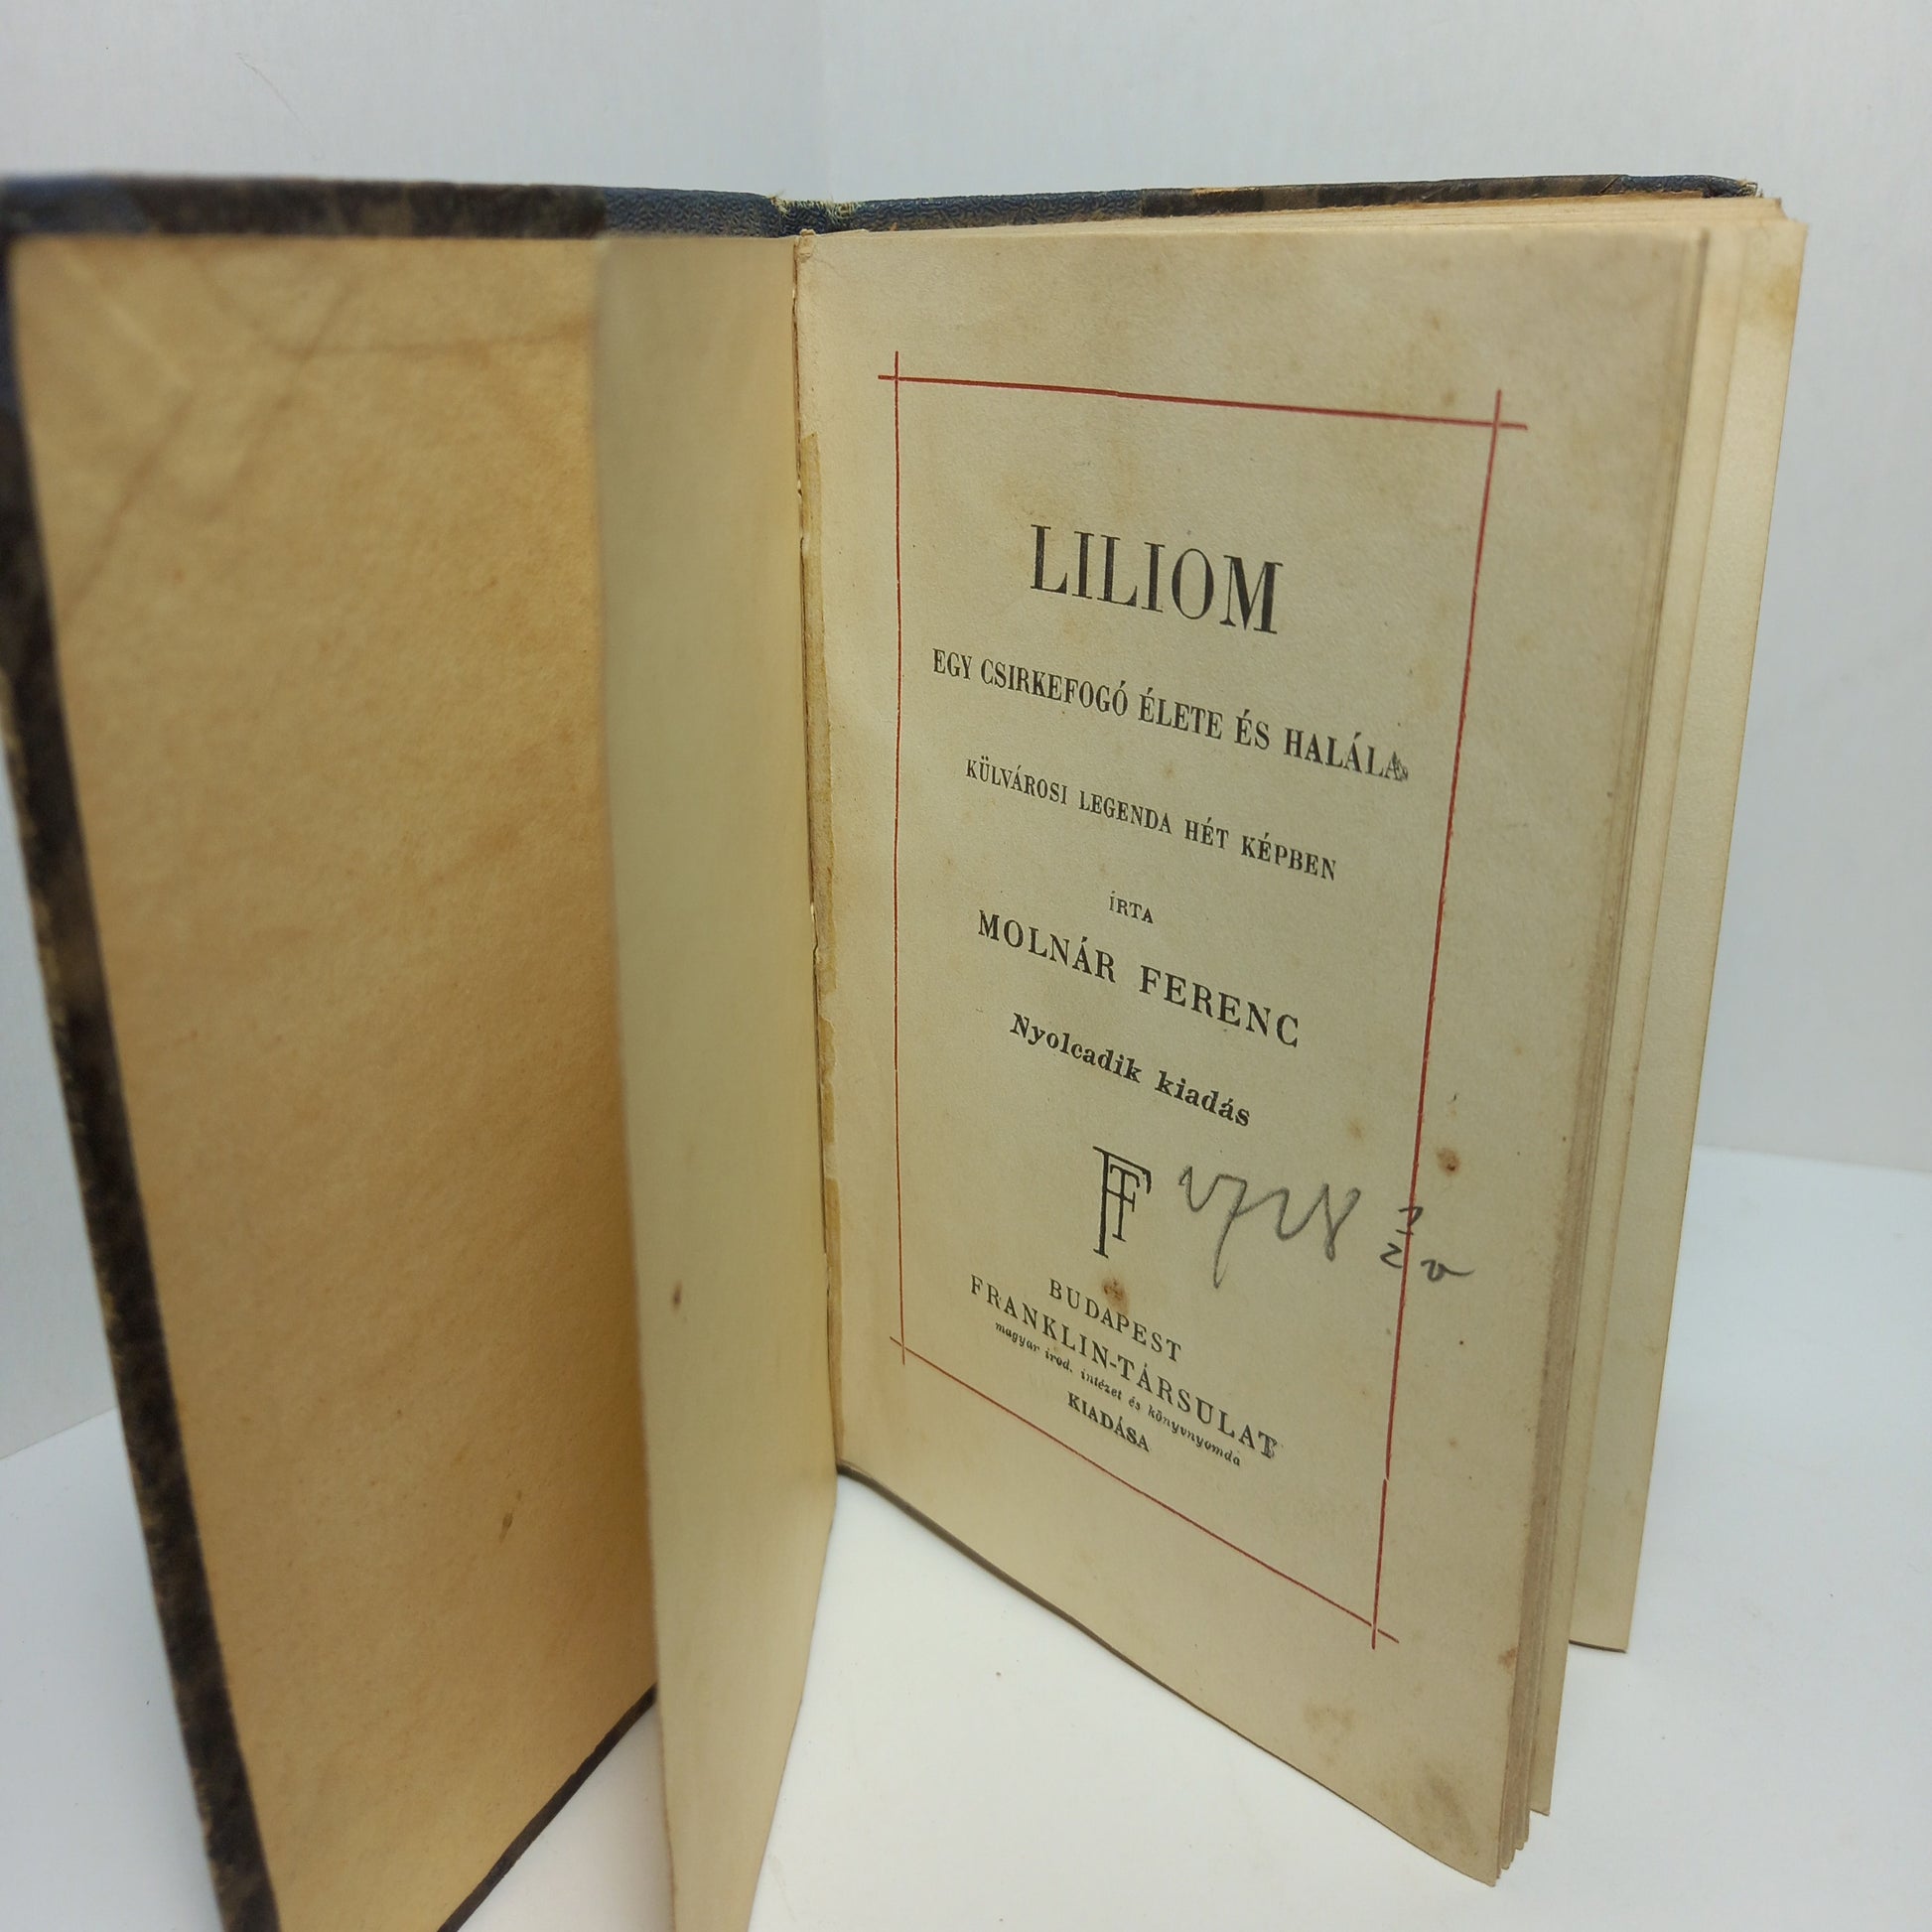 LILIOM
EGY CSIRKEFOGÓ ÉLETE ÉS HALÁLA
KÜLVÁROSI LEGENDA HÉT KÉPBEN
ÍRTA
MOLNÁR FERENC
Nyolcadik kiadás
FT
BUDAPEST
FRANKLIN-TÁRSULAT
magyar irod. intézet és könyvnyomda
KIADÁSA